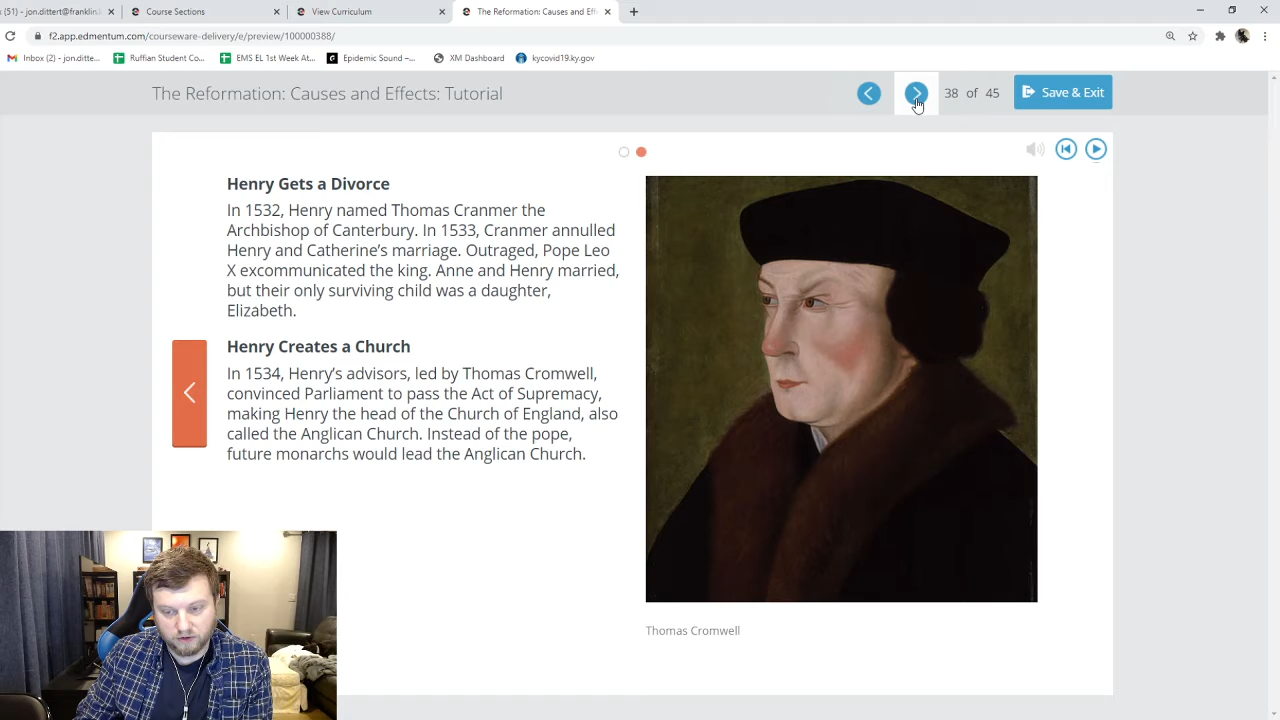 (51) - jon.dittert@franklin.k
Course Sections
View Curriculum
The Reformation: Causes and Eff
f2.app.edmentum.com/courseware-delivery/e/preview/100000388/
Inbox (2) - jon.ditte...
Ruffian Student Co...
EMS EL 1st Week At...
Epidemic Sound –...
XM Dashboard
kycovid19.ky.gov
The Reformation: Causes and Effects: Tutorial
38 of 45
Save & Exit
Henry Gets a Divorce
In 1532, Henry named Thomas Cranmer the
Archbishop of Canterbury. In 1533, Cranmer annulled
Henry and Catherine’s marriage. Outraged, Pope Leo
X excommunicated the king. Anne and Henry married,
but their only surviving child was a daughter,
Elizabeth.
Henry Creates a Church
In 1534, Henry’s advisors, led by Thomas Cromwell,
convinced Parliament to pass the Act of Supremacy,
making Henry the head of the Church of England, also
called the Anglican Church. Instead of the pope,
future monarchs would lead the Anglican Church.
Thomas Cromwell